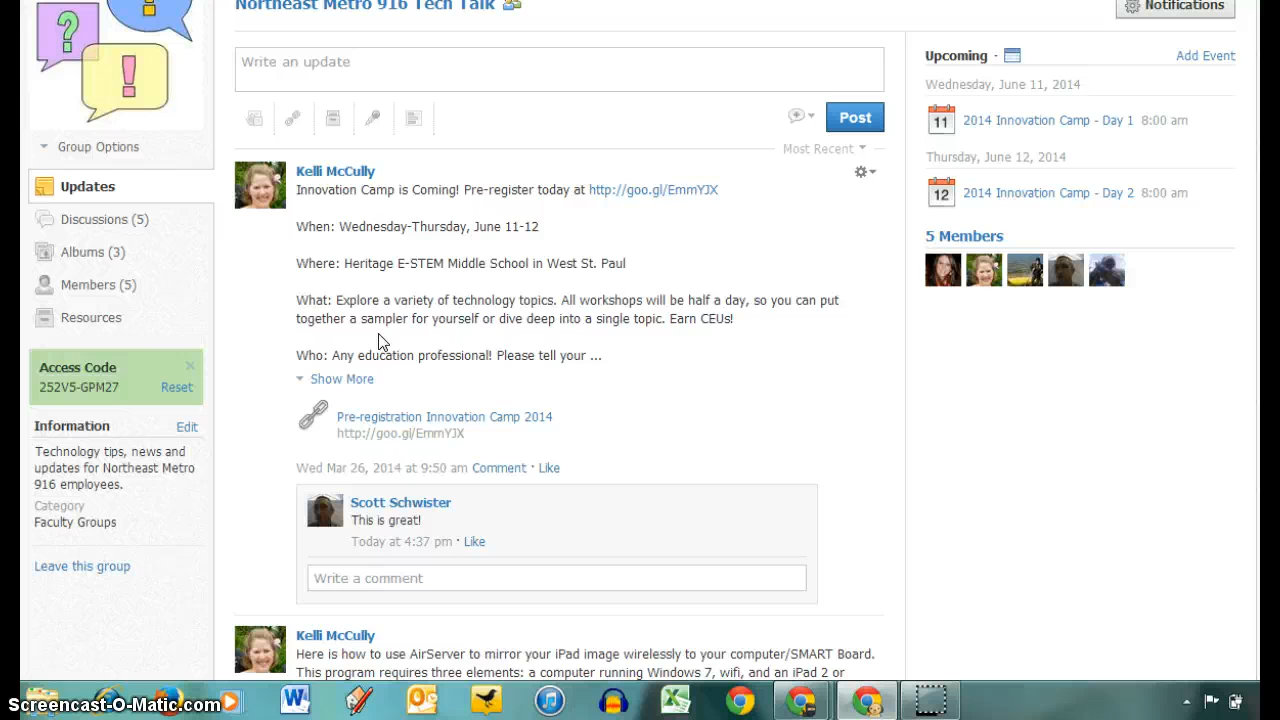 Northeast Metro 916 Tech Talk
Notifications
Write an update
Post
Most Recent
Group Options
Updates
Discussions (5)
Albums (3)
Members (5)
Resources
Access Code
252V5-GPM27 Reset
Information Edit
Technology tips, news and
updates for Northeast Metro
916 employees.
Category
Faculty Groups
Leave this group
Kelli McCully
Innovation Camp is Coming! Pre-register today at http://goo.gl/EmmYJX
When: Wednesday-Thursday, June 11-12
Where: Heritage E-STEM Middle School in West St. Paul
What: Explore a variety of technology topics. All workshops will be half a day, so you can put
together a sampler for yourself or dive deep into a single topic. Earn CEUs!
Who: Any education professional! Please tell your ...
Show More
Pre-registration Innovation Camp 2014
http://goo.gl/EmmYJX
Wed Mar 26, 2014 at 9:50 am Comment · Like
Scott Schwister
This is great!
Today at 4:37 pm · Like
Write a comment
Kelli McCully
Here is how to use AirServer to mirror your iPad image wirelessly to your computer/SMART Board.
This program requires three elements: a computer running Windows 7, wifi, and an iPad 2 or
Upcoming · Add Event
Wednesday, June 11, 2014
11 2014 Innovation Camp - Day 1 8:00 am
Thursday, June 12, 2014
12 2014 Innovation Camp - Day 2 8:00 am
5 Members
Screencast-O-Matic.com